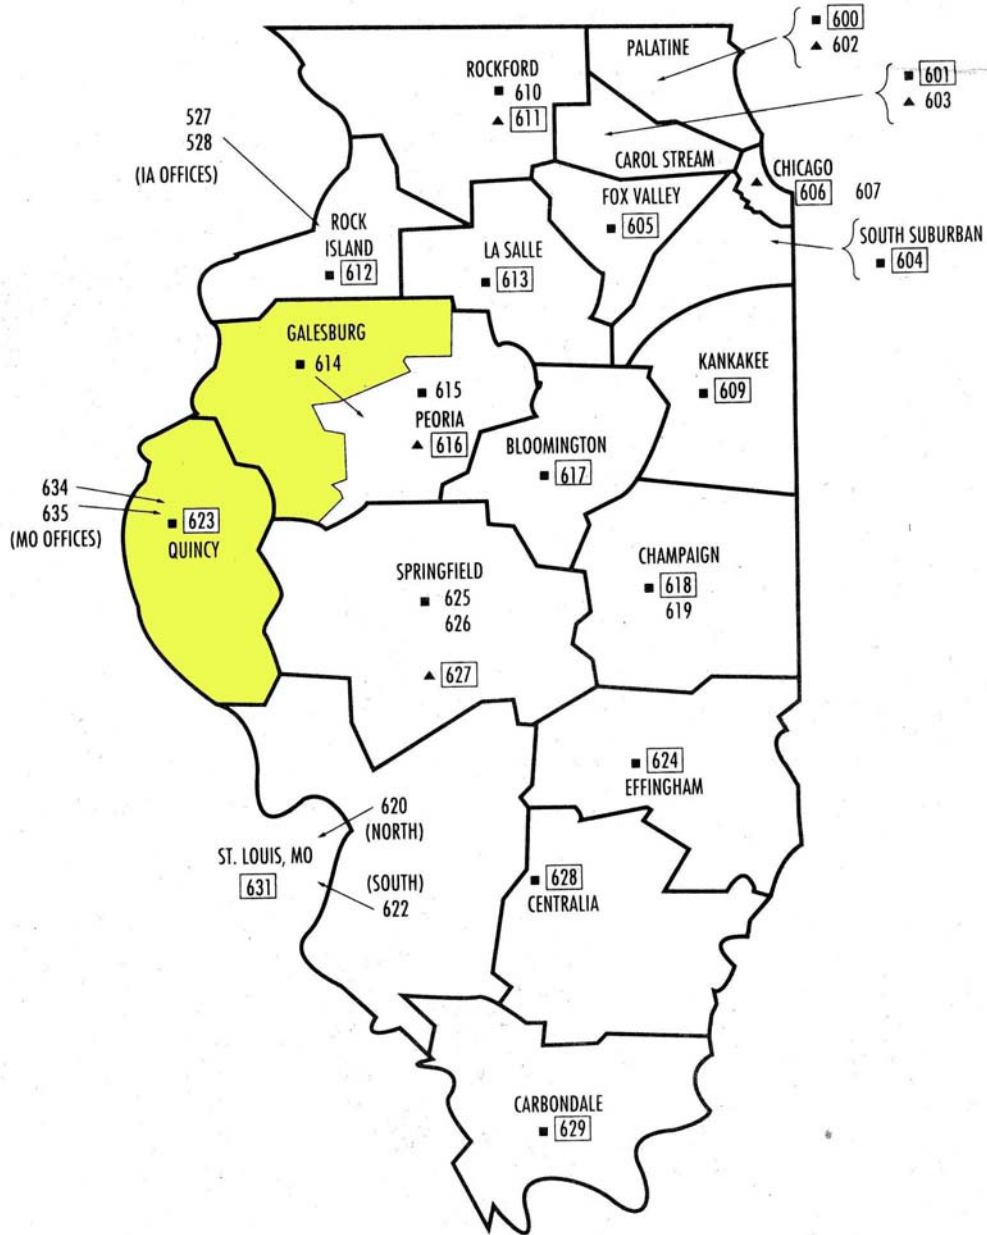 600
602
PALATINE
601
603
ROCKFORD
610
611
527
528
(IA OFFICES)
CAROL STREAM
CHICAGO
606 607
FOX VALLEY
605
ROCK
ISLAND
612
LA SALLE
613
SOUTH SUBURBAN
604
GALESBURG
614
615
PEORIA
616
KANKAKEE
609
BLOOMINGTON
617
634
635
(MO OFFICES)
623
QUINCY
SPRINGFIELD
625
626
627
CHAMPAIGN
618
619
624
EFFINGHAM
620
(NORTH)
ST. LOUIS, MO
631
(SOUTH)
622
628
CENTRALIA
CARBONDALE
629